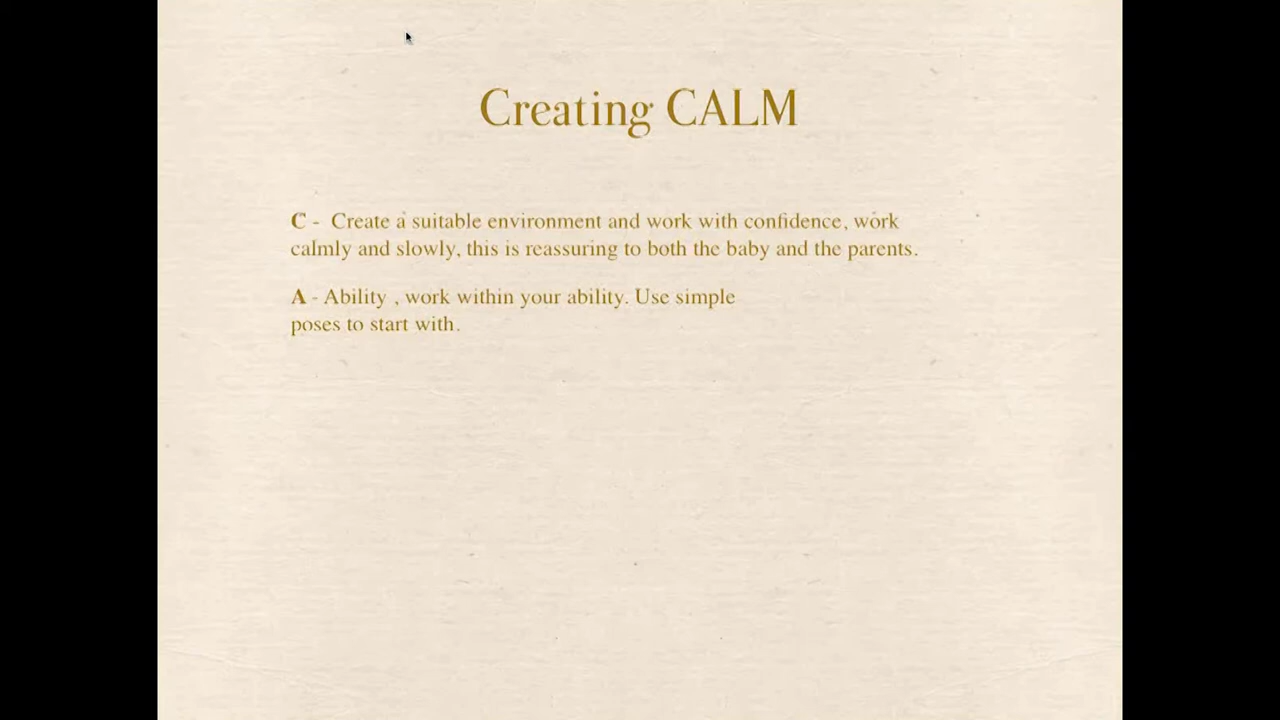 Creating CALM
C - Create a suitable environment and work with confidence, work
calmly and slowly, this is reassuring to both the baby and the parents.
A - Ability , work within your ability. Use simple
poses to start with.